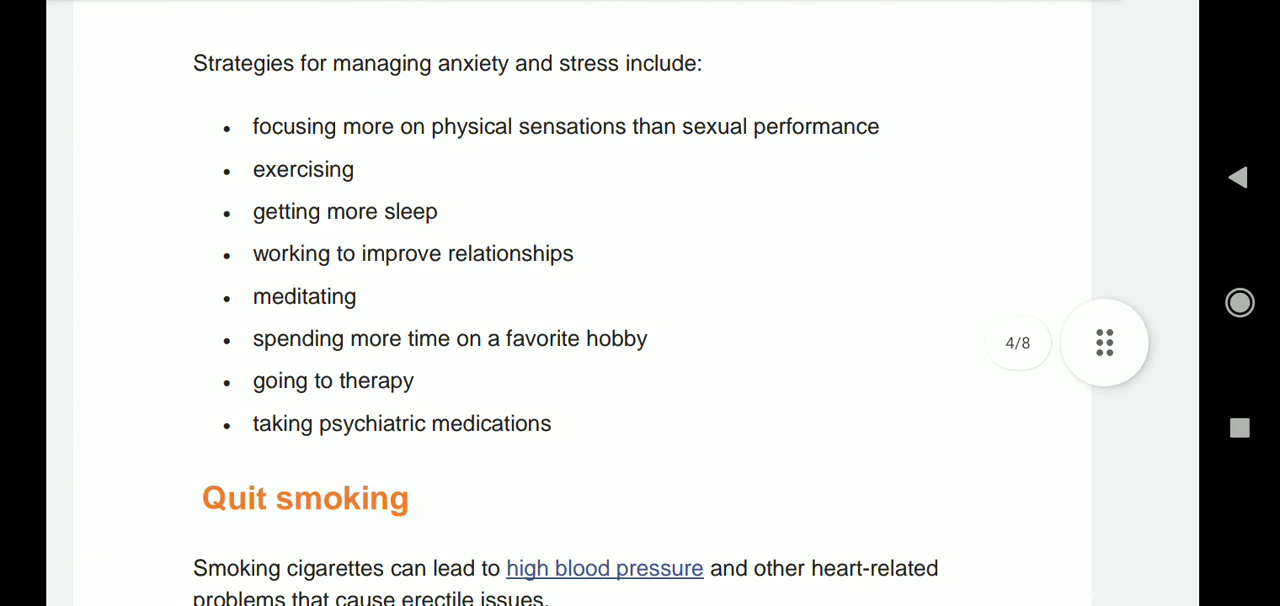 Strategies for managing anxiety and stress include:
• focusing more on physical sensations than sexual performance
• exercising
• getting more sleep
• working to improve relationships
• meditating
• spending more time on a favorite hobby
• going to therapy
• taking psychiatric medications
4/8
Quit smoking
Smoking cigarettes can lead to high blood pressure and other heart-related
problems that cause erectile issues.